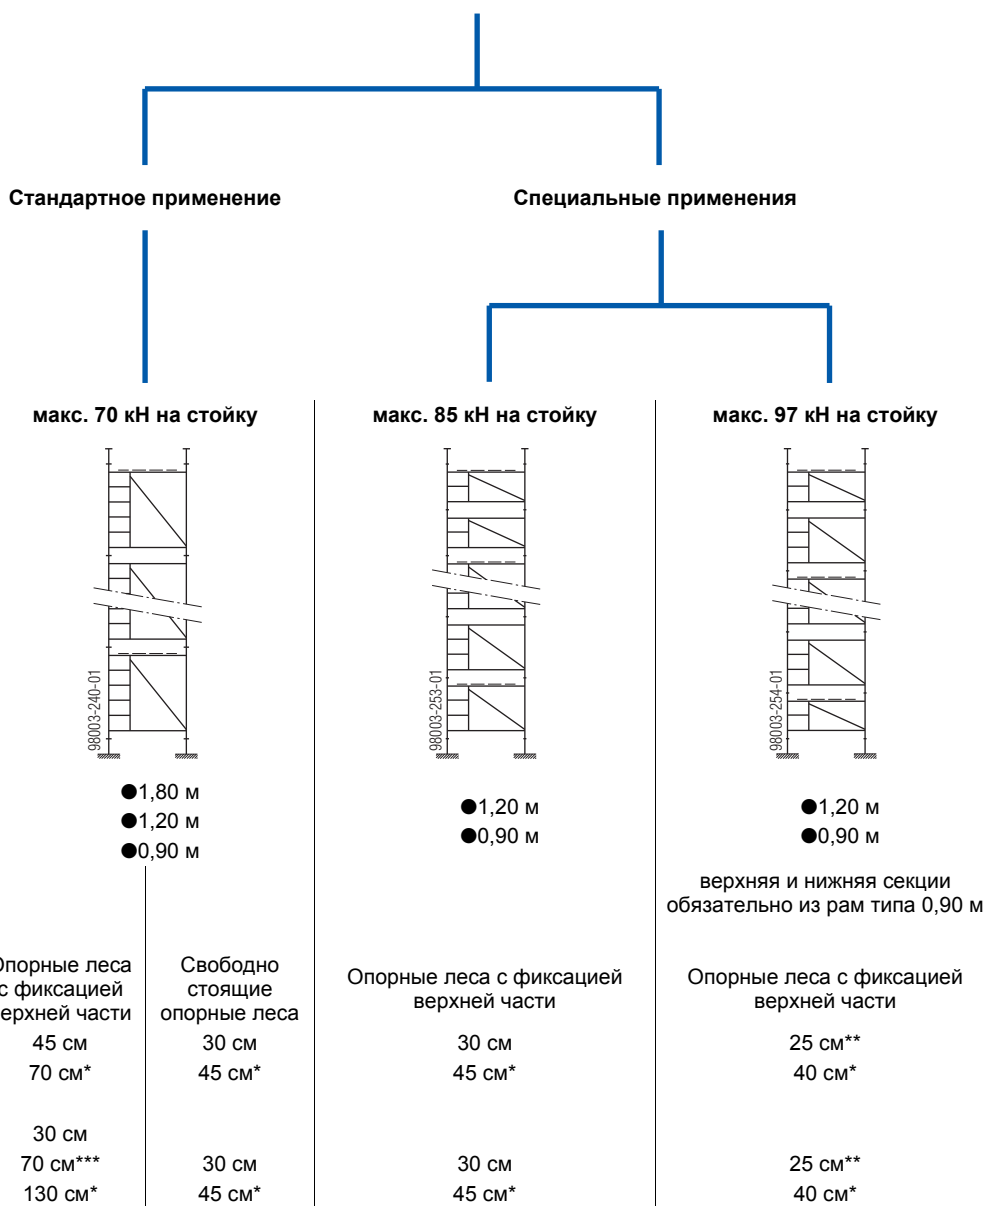 Стандартное применение
Специальные применения
макс. 70 кН на стойку
макс. 85 кН на стойку
макс. 97 кН на стойку
98003-240-01
98003-253-01
98003-254-01
●1,80 м
●1,20 м
●0,90 м
●1,20 м
●0,90 м
●1,20 м
●0,90 м
верхняя и нижняя секции
обязательно из рам типа 0,90 м
Опорные леса
с фиксацией
верхней части
Свободно
стоящие
опорные леса
Опорные леса с фиксацией
верхней части
Опорные леса с фиксацией
верхней части
45 см
30 см
30 см
25 см**
70 см*
45 см*
45 см*
40 см*
30 см
70 см***
30 см
30 см
25 см**
130 см*
45 см*
45 см*
40 см*